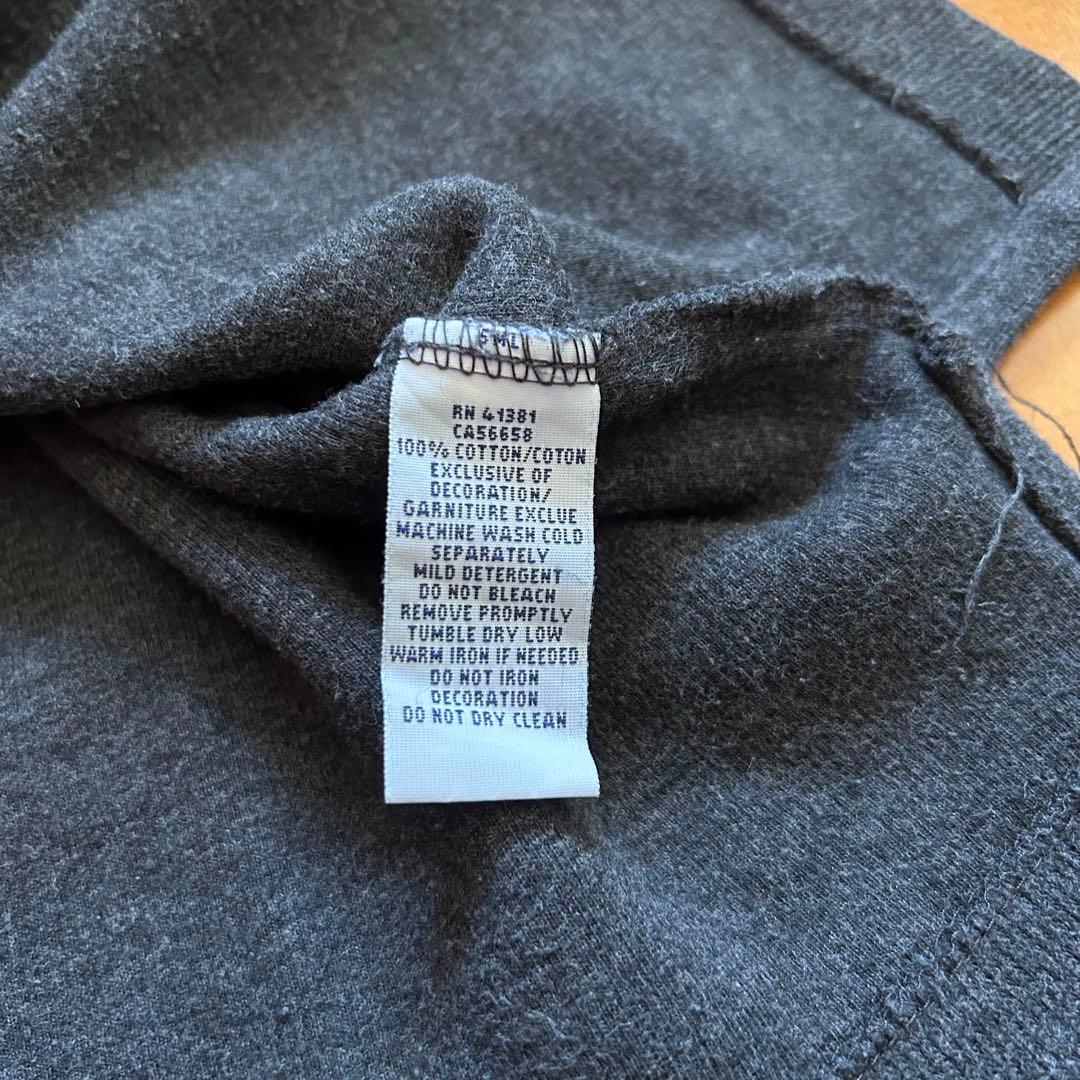 SML
RN 41381
CA56658
100% COTTON/COTON
EXCLUSIVE OF
DECORATION/
GARNITURE EXCLUE
MACHINE WASH COLD
SEPARATELY
MILD DETERGENT
DO NOT BLEACH
REMOVE PROMPTLY
TUMBLE DRY LOW
WARM IRON IF NEEDED
DO NOT IRON
DECORATION
DO NOT DRY CLEAN